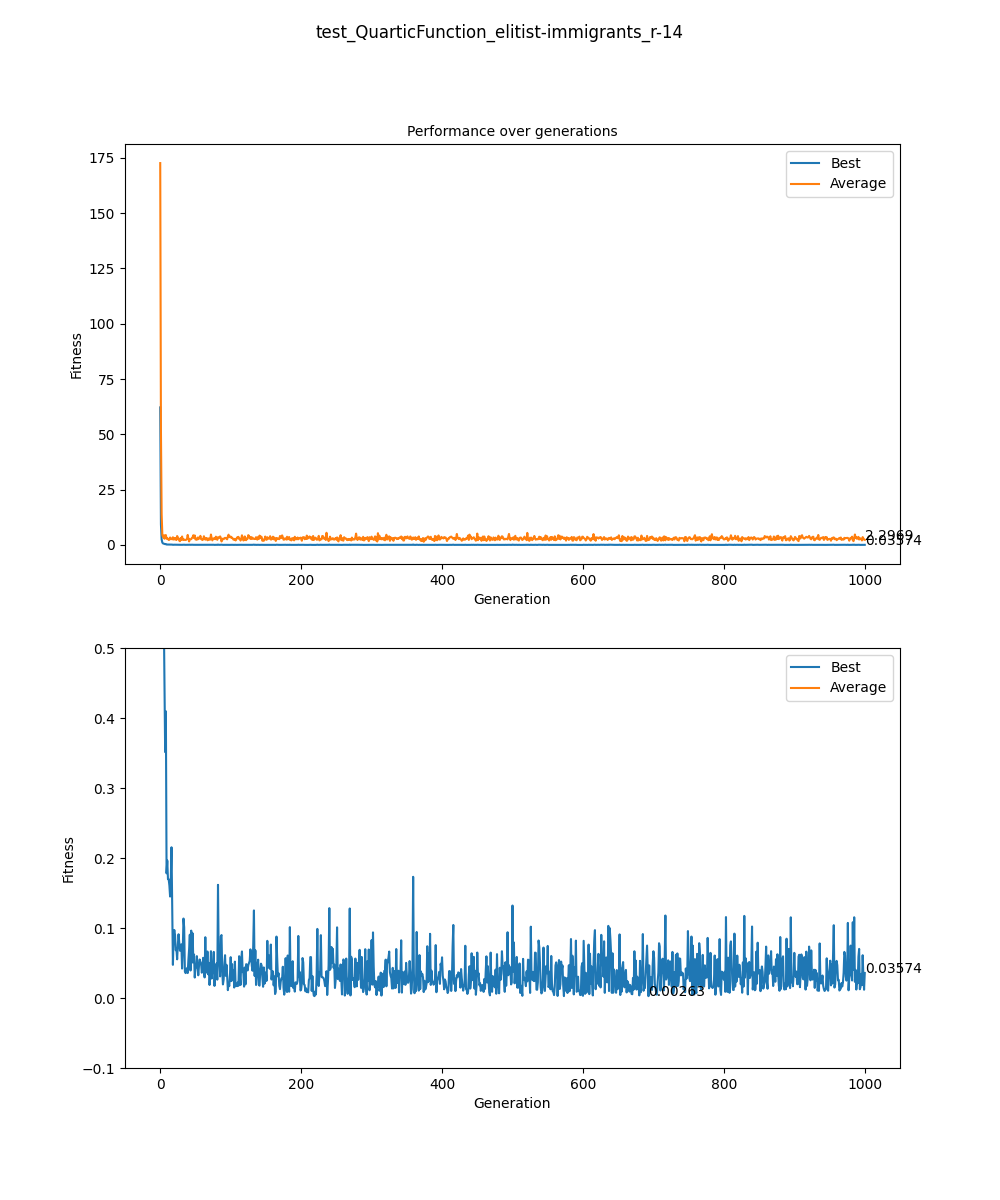 test_QuarticFunction_elitist-immigrants_r-14
Performance over generations
Fitness
175
150
125
100
75
50
25
0
Best
Average
2.2969
0.03574
0 200 400 600 800 1000
Generation
Fitness
0.5
0.4
0.3
0.2
0.1
0.0
−0.1
Best
Average
0.03574
0.00263
0 200 400 600 800 1000
Generation